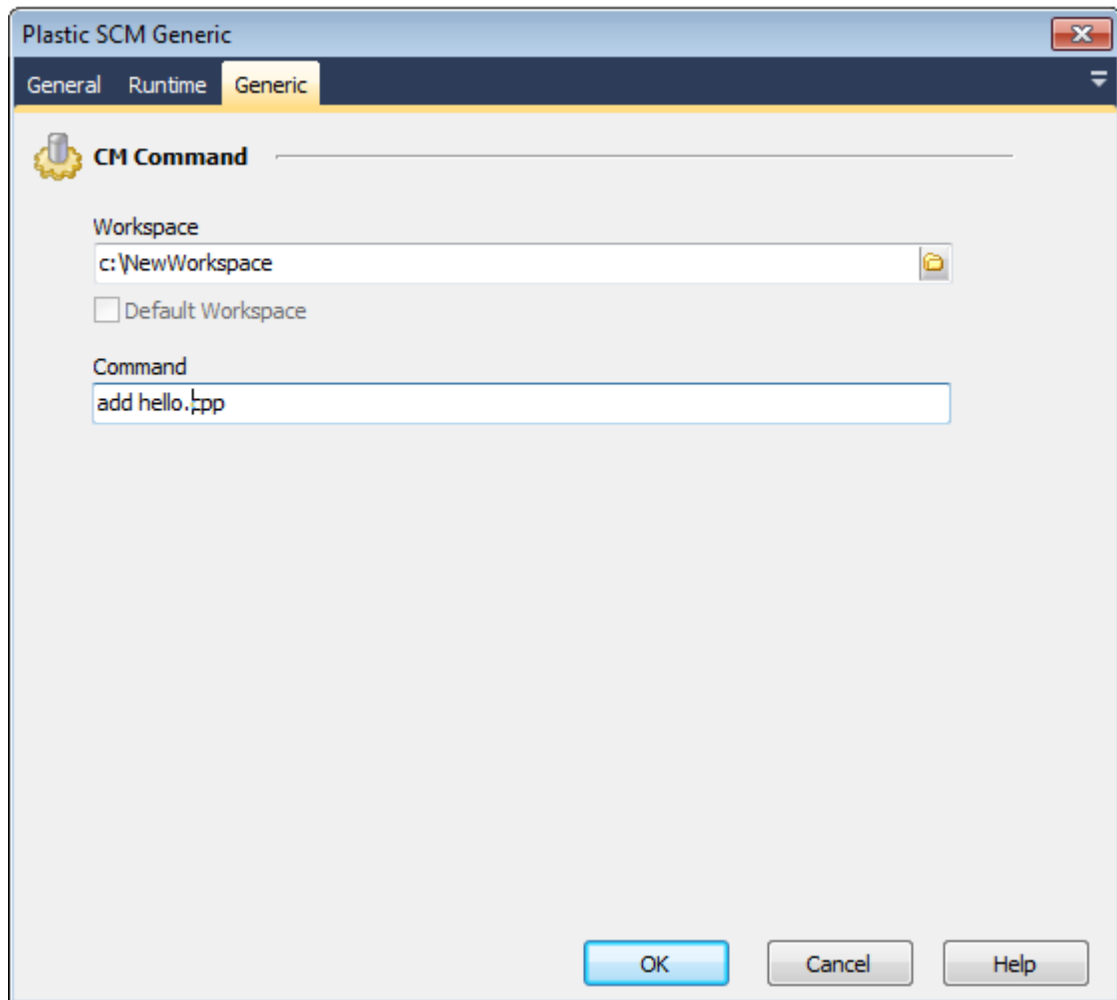 Plastic SCM Generic
General Runtime Generic
CM Command
Workspace
c:\NewWorkspace
Default Workspace
Command
add hello.cpp
OK Cancel Help